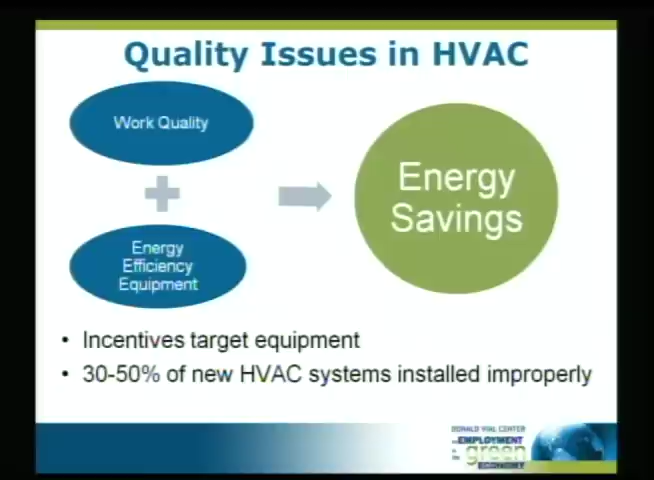 Quality Issues in HVAC
Work Quality
+
Energy
Efficiency
Equipment
Energy
Savings
• Incentives target equipment
• 30-50% of new HVAC systems installed improperly
DONALD VIAL CENTER
EMPLOYMENT
green